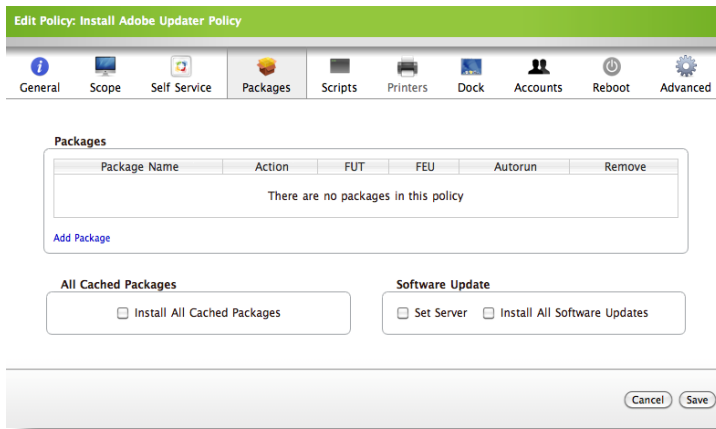 Edit Policy: Install Adobe Updater Policy
General Scope Self Service Packages Scripts Printers Dock Accounts Reboot Advanced
Packages
Package Name Action FUT FEU Autorun Remove
There are no packages in this policy
Add Package
All Cached Packages Software Update
Install All Cached Packages Set Server Install All Software Updates
Cancel Save